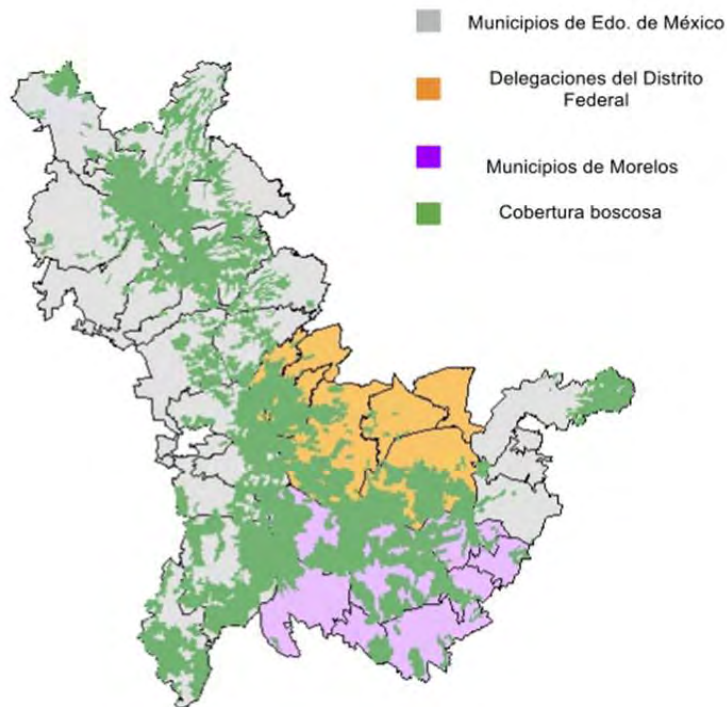 Municipios de Edo. de México
Delegaciones del Distrito
Federal
Municipios de Morelos
Cobertura boscosa